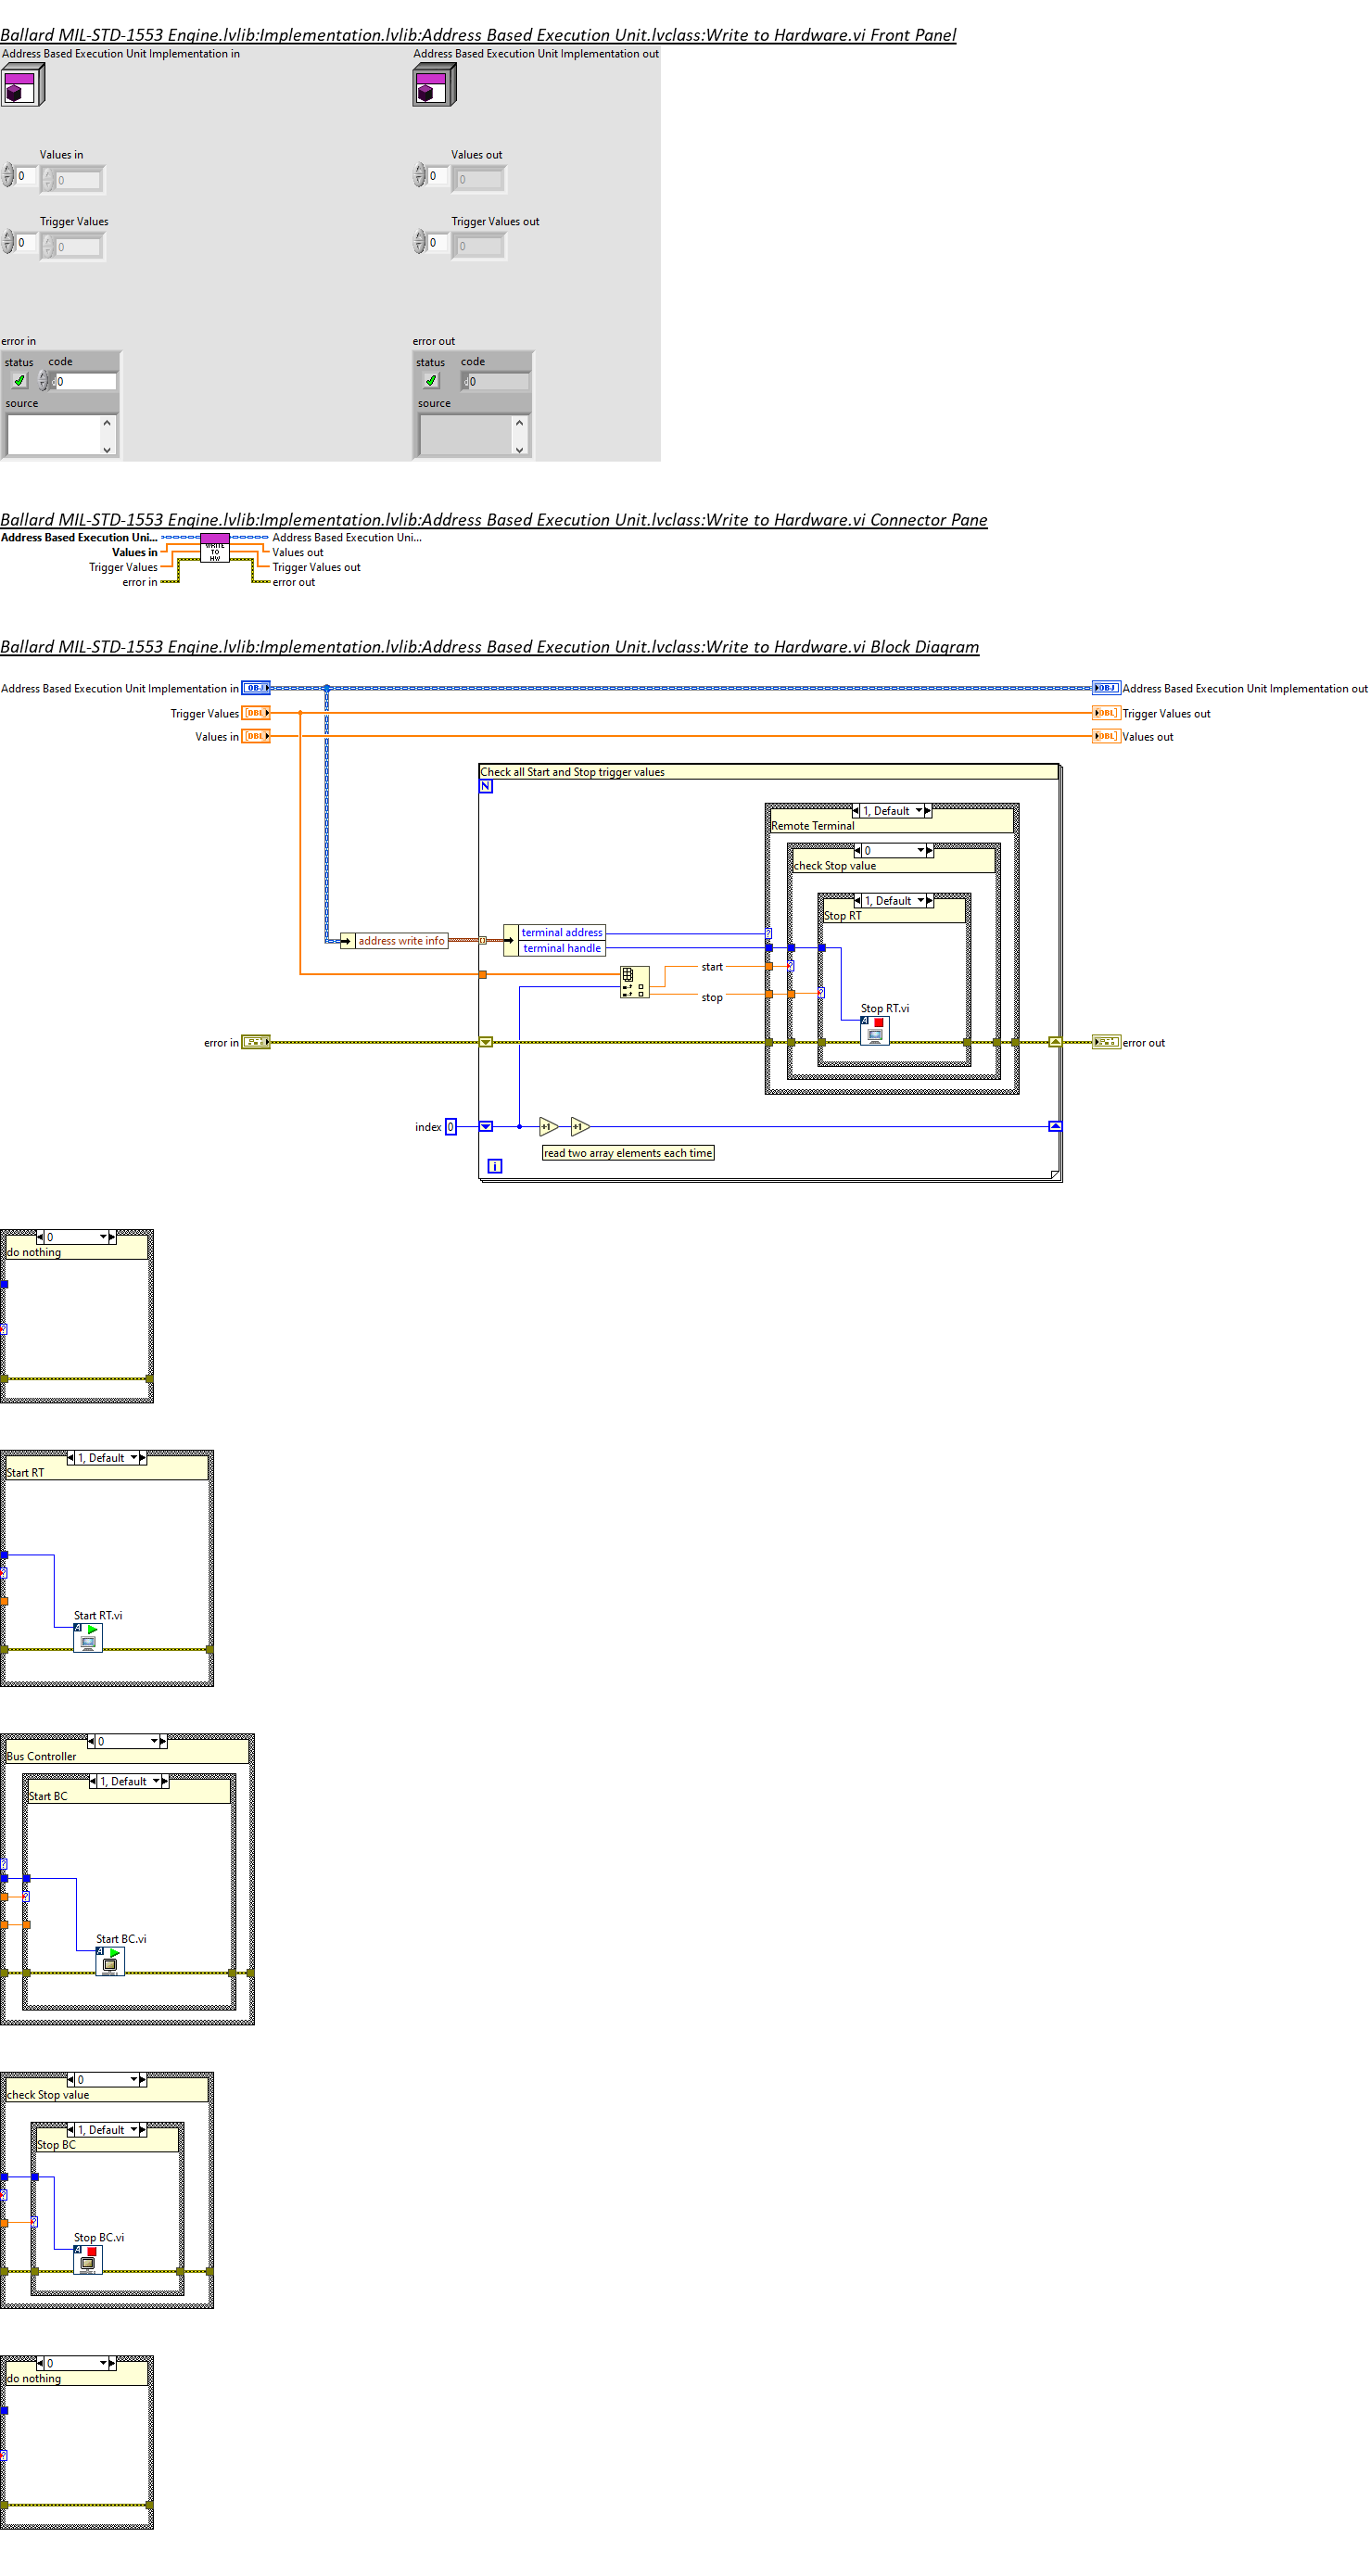 Ballard MIL-STD-1553 Engine.lvlib:Implementation.lvlib:Address Based Execution Unit.lvclass:Write to Hardware.vi Front Panel
Address Based Execution Unit Implementation in
Address Based Execution Unit Implementation out
Values in
Values out
0
0
0
0
Trigger Values
Trigger Values out
0
0
0
0
error in
error out
status
code
status
code
0
0
source
source
Ballard MIL-STD-1553 Engine.lvlib:Implementation.lvlib:Address Based Execution Unit.lvclass:Write to Hardware.vi Connector Pane
Address Based Execution Uni...
Address Based Execution Uni...
Values in
WRITE
TO
HW
Values out
Trigger Values
Trigger Values out
error in
error out
Ballard MIL-STD-1553 Engine.lvlib:Implementation.lvlib:Address Based Execution Unit.lvclass:Write to Hardware.vi Block Diagram
Address Based Execution Unit Implementation in
OBJ
OBJ
Address Based Execution Unit Implementation out
Trigger Values
[DBL]
[DBL]
Trigger Values out
Values in
[DBL]
[DBL]
Values out
Check all Start and Stop trigger values
N
1, Default
Remote Terminal
0
check Stop value
1, Default
Stop RT
terminal address
address write info
terminal handle
start
stop
Stop RT.vi
error in
error out
index
0
+1
+1
read two array elements each time
i
0
do nothing
1, Default
Start RT
Start RT.vi
0
Bus Controller
1, Default
Start BC
Start BC.vi
0
check Stop value
1, Default
Stop BC
Stop BC.vi
0
do nothing